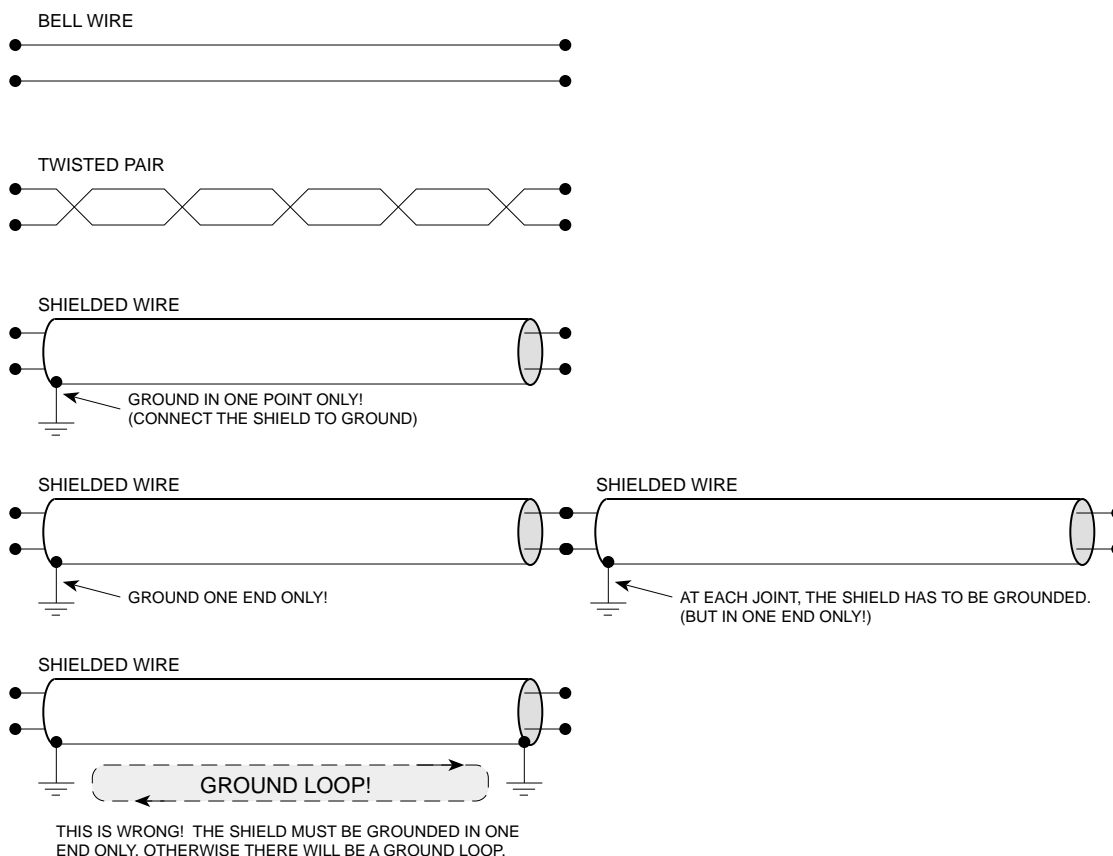 BELL WIRE
TWISTED PAIR
SHIELDED WIRE
GROUND IN ONE POINT ONLY!
(CONNECT THE SHIELD TO GROUND)
SHIELDED WIRE
GROUND ONE END ONLY!
SHIELDED WIRE
AT EACH JOINT, THE SHIELD HAS TO BE GROUNDED.
(BUT IN ONE END ONLY!)
SHIELDED WIRE
GROUND LOOP!
THIS IS WRONG! THE SHIELD MUST BE GROUNDED IN ONE
END ONLY, OTHERWISE THERE WILL BE A GROUND LOOP.